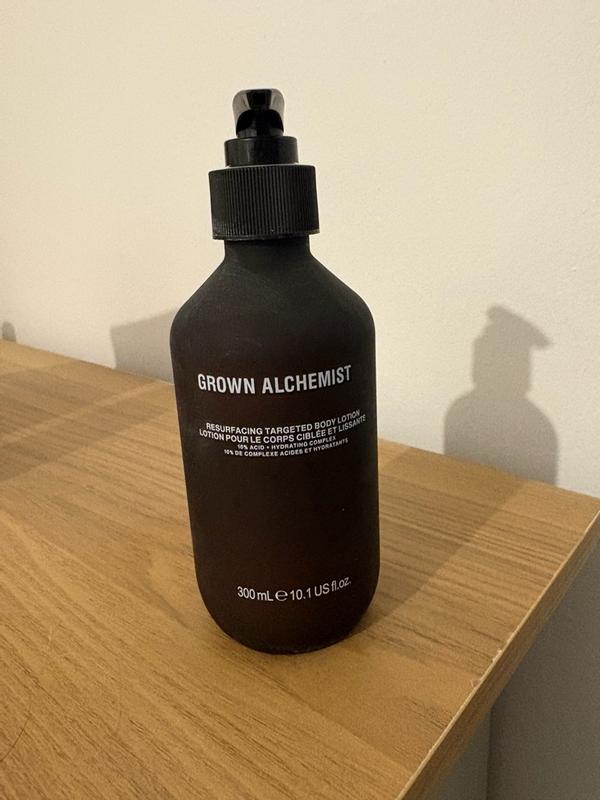 GROWN ALCHEMIST
RESURFACING TARGETED BODY LOTION
LOTION POUR LE CORPS CIBLÉE ET LISSANTE
10% ACID + HYDRATING COMPLEX
10% DE COMPLEXE ACIDES ET HYDRATANTS
300 mL ℮ 10.1 US fl.oz.